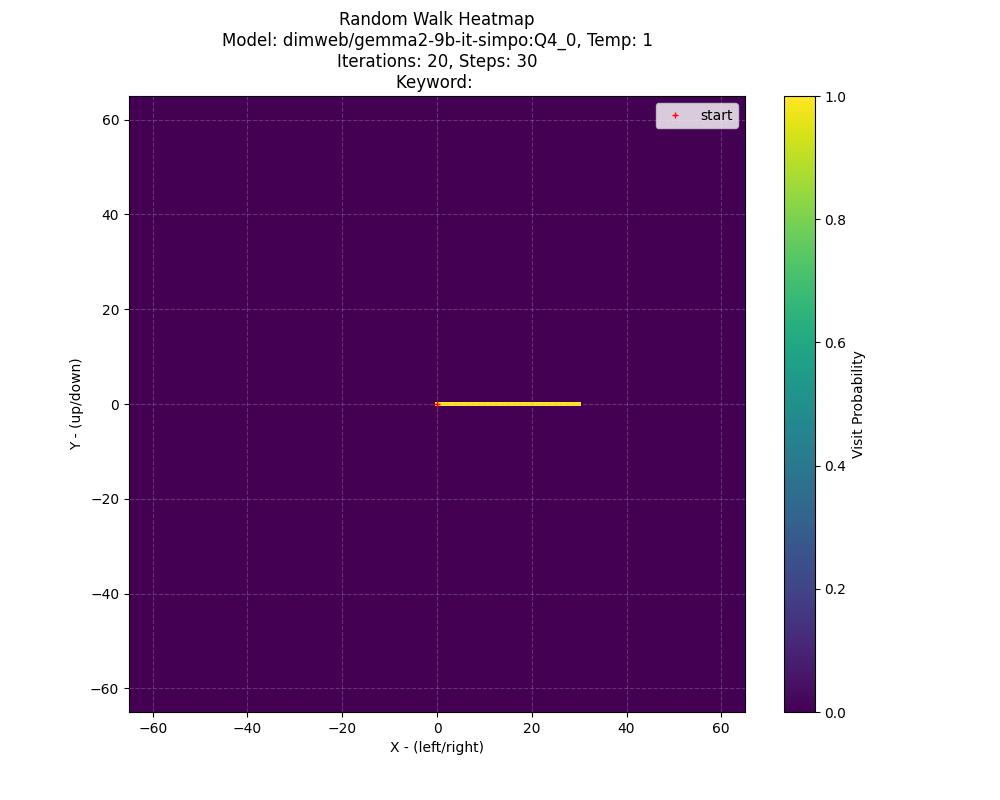 Random Walk Heatmap
Model: dimweb/gemma2-9b-it-simpo:Q4_0, Temp: 1
Iterations: 20, Steps: 30
Keyword:
start
60
40
20
0
−20
−40
−60
Y - (up/down)
−60
−40
−20
0
20
40
60
X - (left/right)
1.0
0.8
0.6
0.4
0.2
0.0
Visit Probability